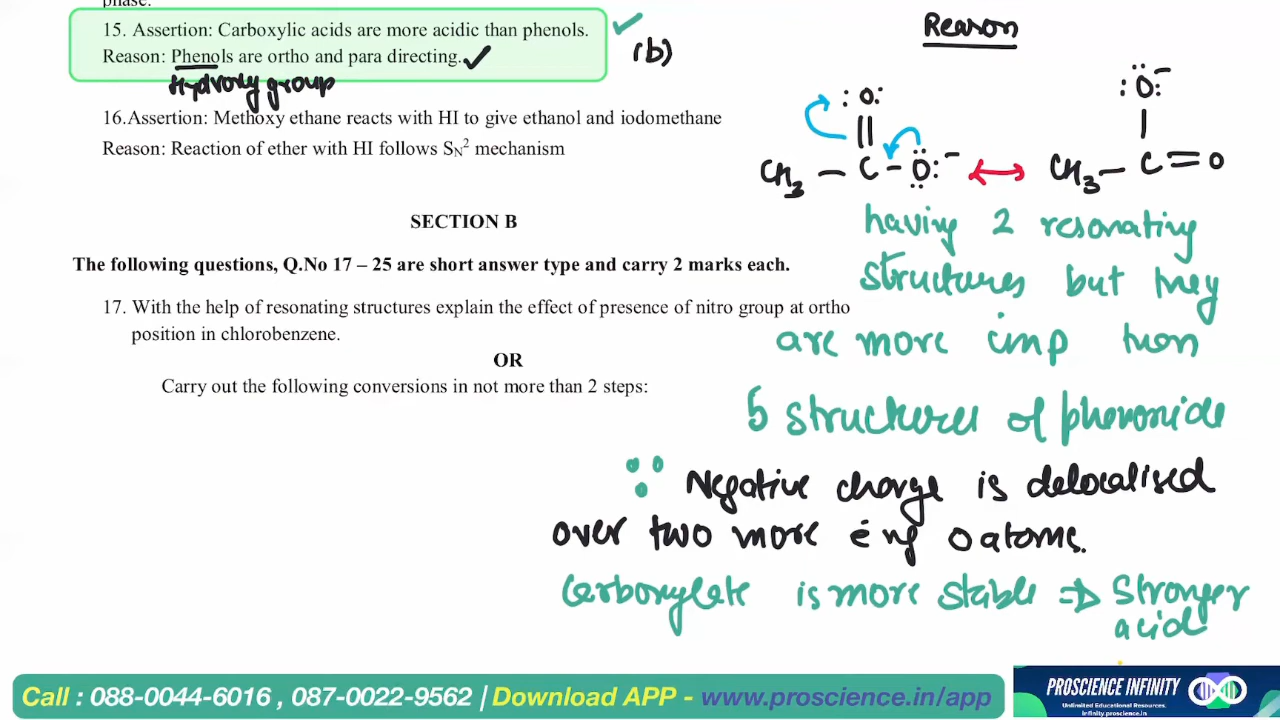 phase.
15. Assertion: Carboxylic acids are more acidic than phenols.
Reason: Phenols are ortho and para directing.
(b)
Hydroxy group
16.Assertion: Methoxy ethane reacts with HI to give ethanol and iodomethane
Reason: Reaction of ether with HI follows SN2 mechanism
SECTION B
The following questions, Q.No 17 – 25 are short answer type and carry 2 marks each.
17. With the help of resonating structures explain the effect of presence of nitro group at ortho
position in chlorobenzene.
OR
Carry out the following conversions in not more than 2 steps:
Reason
:O:
||
CH3 – C – O: –
:O: –
|
CH3 – C = O
having 2 resonating
structures but they
are more imp than
5 structures of phenoxide
∵ Negative charge is delocalised
over two more e– ng O atoms.
Carboxylate is more stable ⇒ Stronger
acid
Call : 088-0044-6016 , 087-0022-9562 | Download APP - www.proscience.in/app
PROSCIENCE INFINITY
Unlimited Educational Resources.
infinity.proscience.in